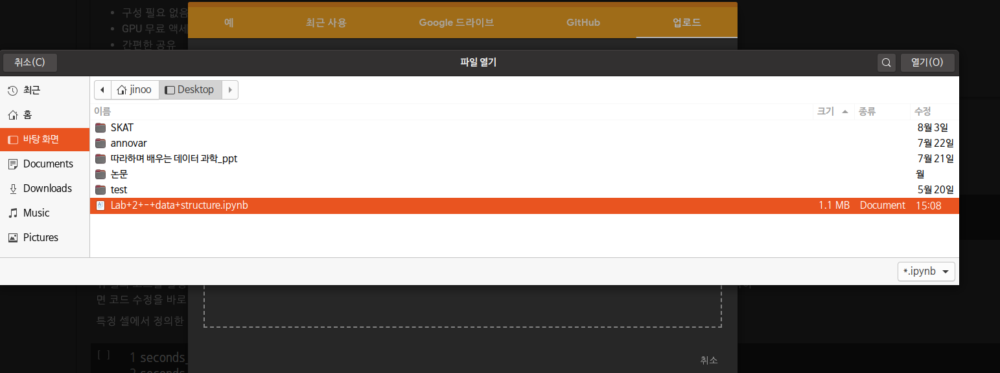 구성 필요 없음
GPU 무료 액세
간편한 공유
예 최근 사용 Google 드라이브 GitHub 업로드
취소(C) 파일 열기 열기(O)
최근
홈
바탕 화면
Documents
Downloads
Music
Pictures
jinoo Desktop
이름 크기 종류 수정
SKAT 8월 3일
annovar 7월 22일
따라하며 배우는 데이터 과학_ppt 7월 21일
논문 월
test 5월 20일
Lab+2+-+data+structure.ipynb 1.1 MB Document 15:08
*.ipynb
면 코드 수정을 바로
특정 셀에서 정의한
취소
[ ] 1 seconds_
2 seconds